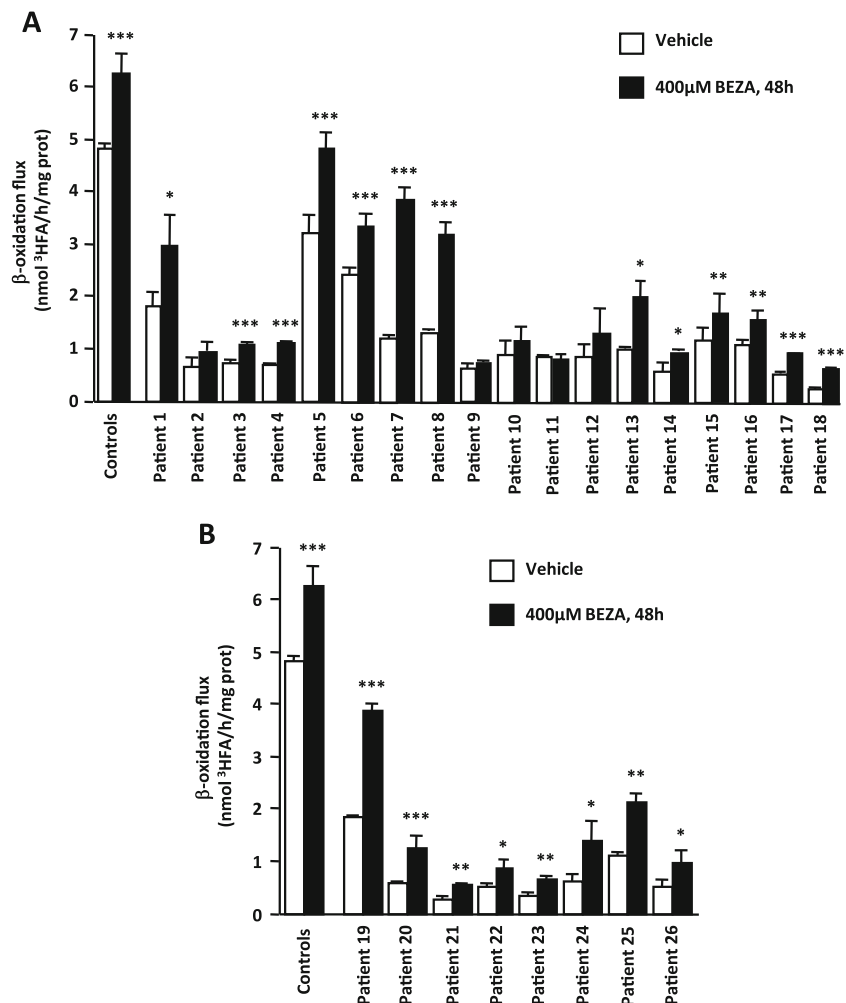 A
7
6
5
4
3
2
1
0
β-oxidation flux
(nmol ³HFA/h/mg prot)
Vehicle
400µM BEZA, 48h
***
*
***
***
***
***
***
***
*
*
**
**
***
***
Controls
Patient 1
Patient 2
Patient 3
Patient 4
Patient 5
Patient 6
Patient 7
Patient 8
Patient 9
Patient 10
Patient 11
Patient 12
Patient 13
Patient 14
Patient 15
Patient 16
Patient 17
Patient 18
B
7
6
5
4
3
2
1
0
β-oxidation flux
(nmol ³HFA/h/mg prot)
Vehicle
400µM BEZA, 48h
***
***
***
**
*
**
*
**
*
Controls
Patient 19
Patient 20
Patient 21
Patient 22
Patient 23
Patient 24
Patient 25
Patient 26